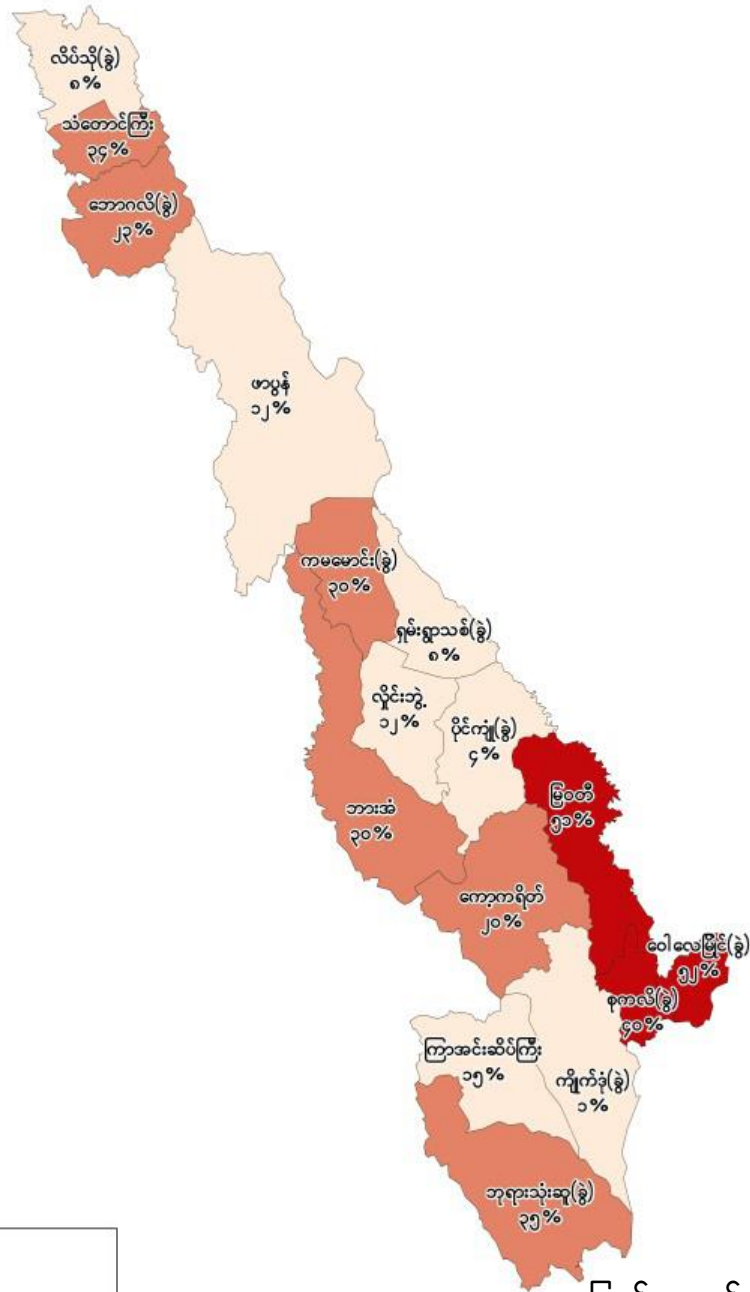 လိပ်သို(ခွဲ)
၈%
သံတောင်ကြီး
၃၄%
ဘောဂလိ(ခွဲ)
၂၃%
ဖာပွန်
၁၂%
ကမမောင်း(ခွဲ)
၃၀%
ရှမ်းရွာသစ်(ခွဲ)
၈%
လှိုင်းဘွဲ့
၁၂%
ပိုင်ကျုံ(ခွဲ)
၄%
မြဝတီ
၅၁%
ဘားအံ
၃၀%
ကော့ကရိတ်
၂၀%
ဝေါလေမြိုင်(ခွဲ)
၅၂%
စုကလိ(ခွဲ)
၄၀%
ကြာအင်းဆိပ်ကြီး
၁၅%
ကျိုက်ဒုံ(ခွဲ)
၁%
ဘုရားသုံးဆူ(ခွဲ)
၃၅%